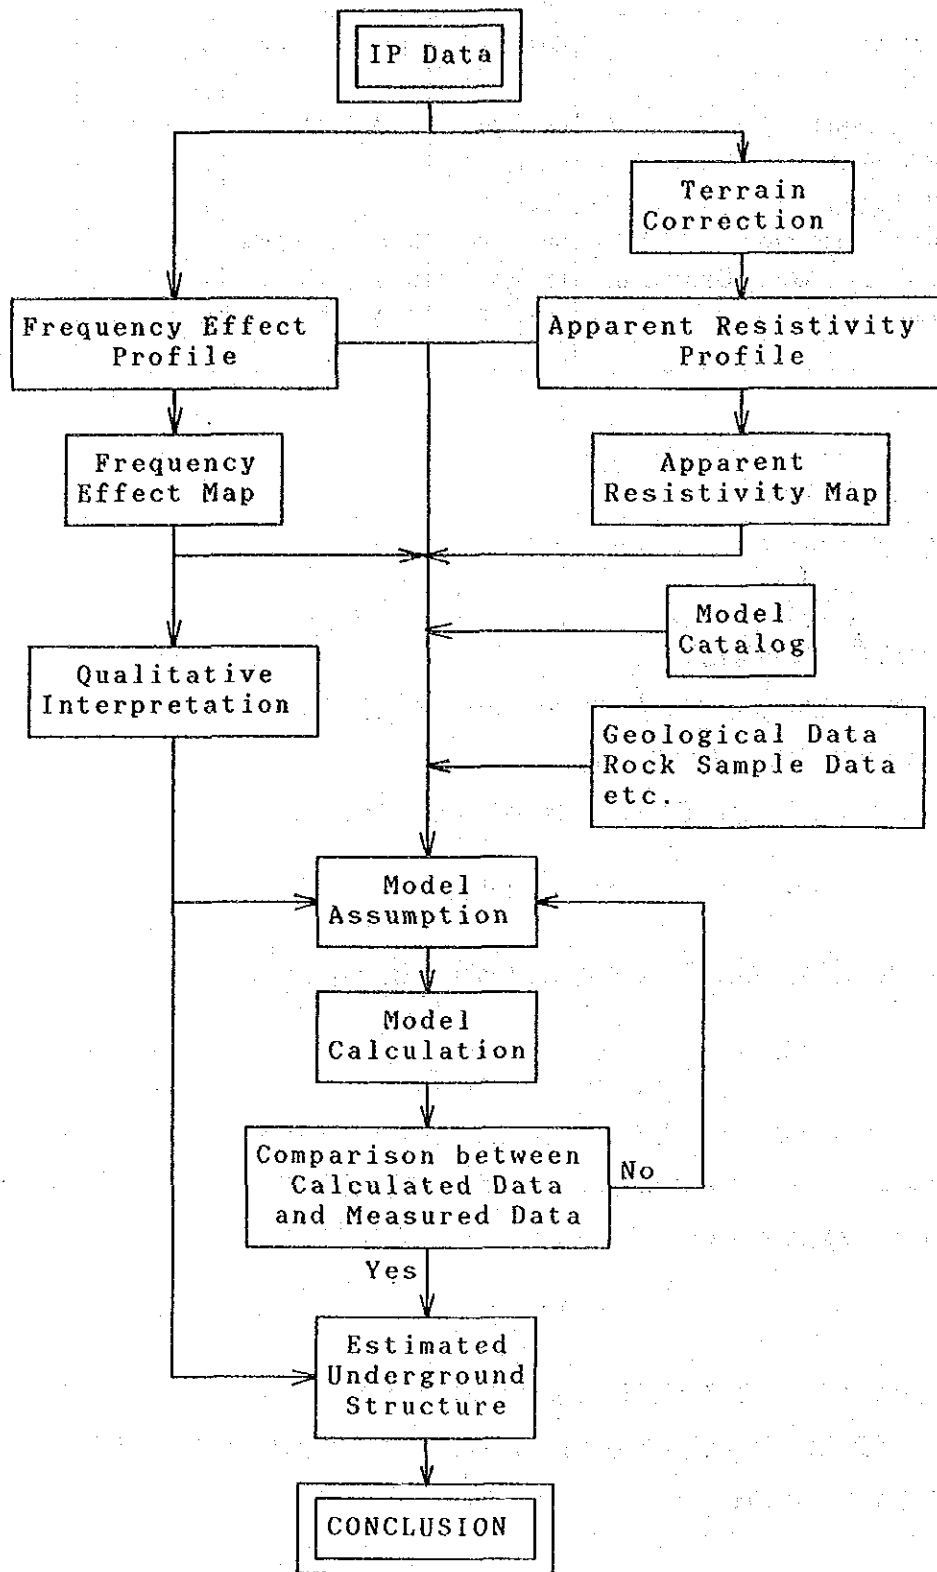 IP Data
Terrain
Correction
Frequency Effect
Profile
Apparent Resistivity
Profile
Frequency
Effect Map
Apparent
Resistivity Map
Model
Catalog
Qualitative
Interpretation
Geological Data
Rock Sample Data
etc.
Model
Assumption
Model
Calculation
Comparison between
Calculated Data
and Measured Data
No
Yes
Estimated
Underground
Structure
CONCLUSION